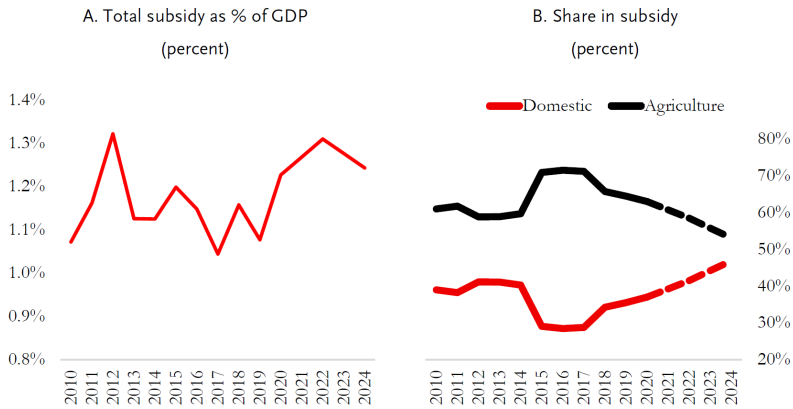 A. Total subsidy as % of GDP
(percent)
1.4%
1.3%
1.2%
1.1%
1.0%
0.9%
0.8%
2010 2011 2012 2013 2014 2015 2016 2017 2018 2019 2020 2021 2022 2023 2024
B. Share in subsidy
(percent)
Domestic Agriculture
80%
70%
60%
50%
40%
30%
20%
2010 2011 2012 2013 2014 2015 2016 2017 2018 2019 2020 2021 2022 2023 2024